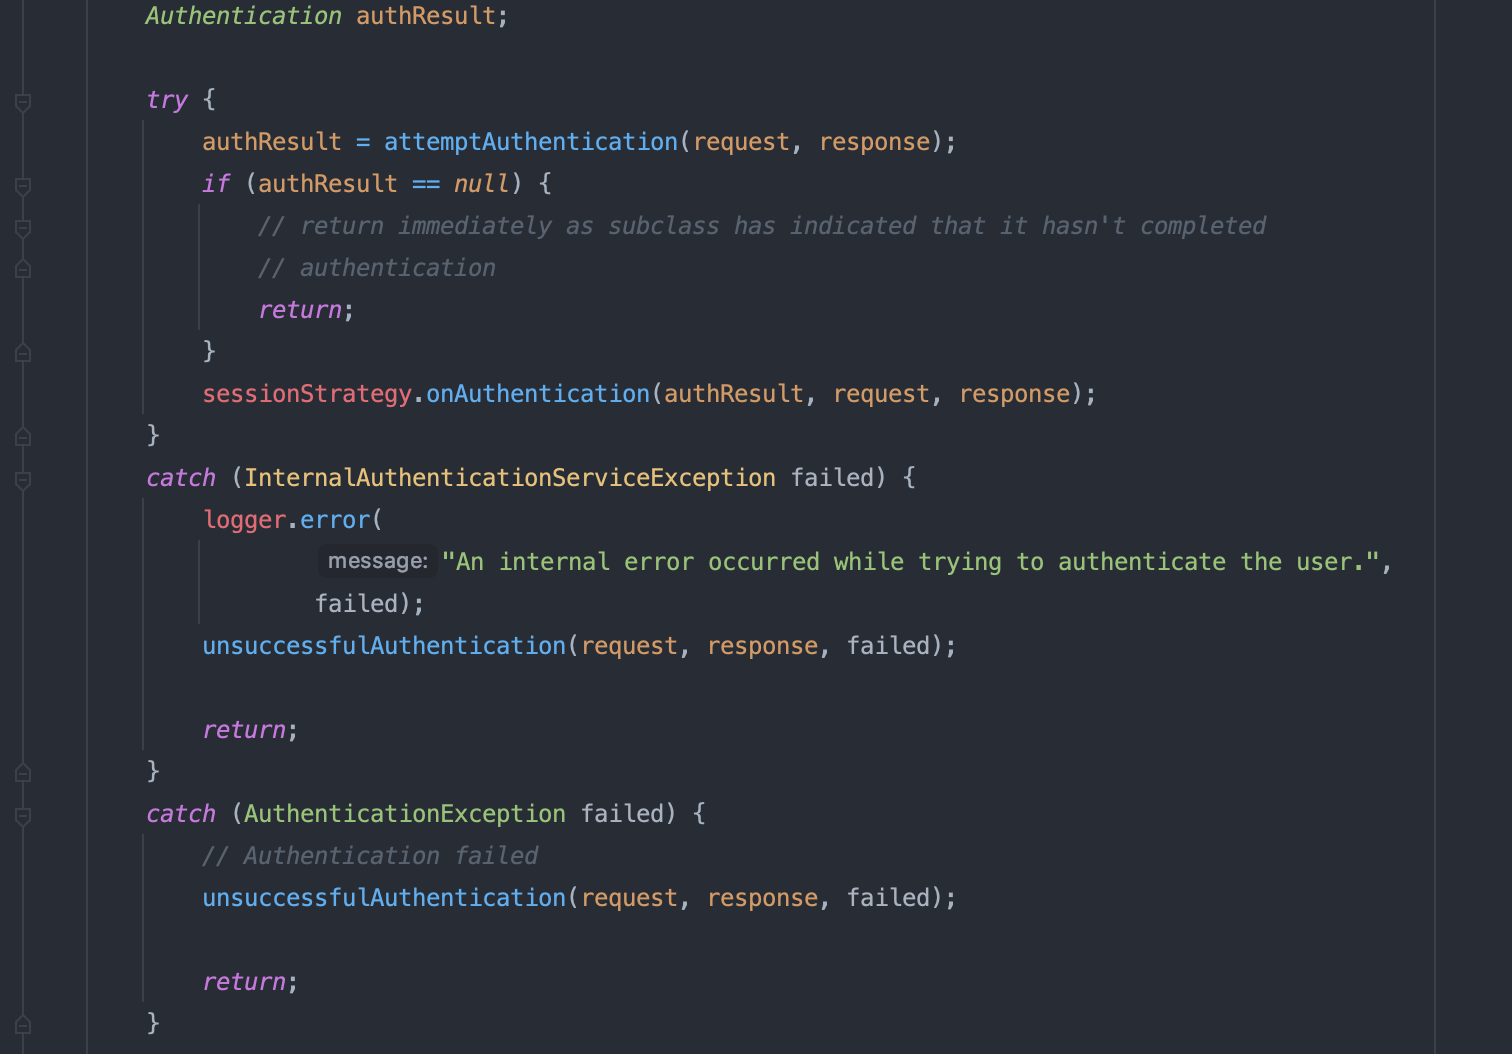 Authentication authResult;
try {
authResult = attemptAuthentication(request, response);
if (authResult == null) {
// return immediately as subclass has indicated that it hasn't completed
// authentication
return;
}
sessionStrategy.onAuthentication(authResult, request, response);
}
catch (InternalAuthenticationServiceException failed) {
logger.error(
message: "An internal error occurred while trying to authenticate the user.",
failed);
unsuccessfulAuthentication(request, response, failed);
return;
}
catch (AuthenticationException failed) {
// Authentication failed
unsuccessfulAuthentication(request, response, failed);
return;
}